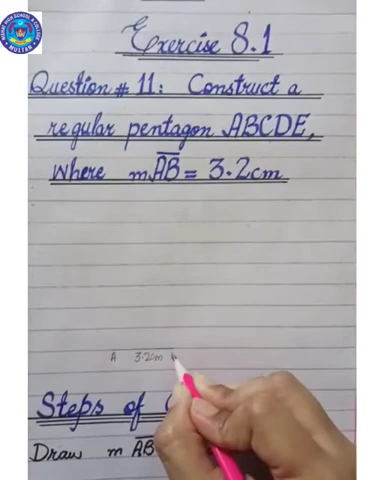 MULTAN
Exercise 8.1
Question # 11: Construct a
regular pentagon ABCDE,
where mAB = 3.2cm
A 3.2cm
Steps of
Draw m AB